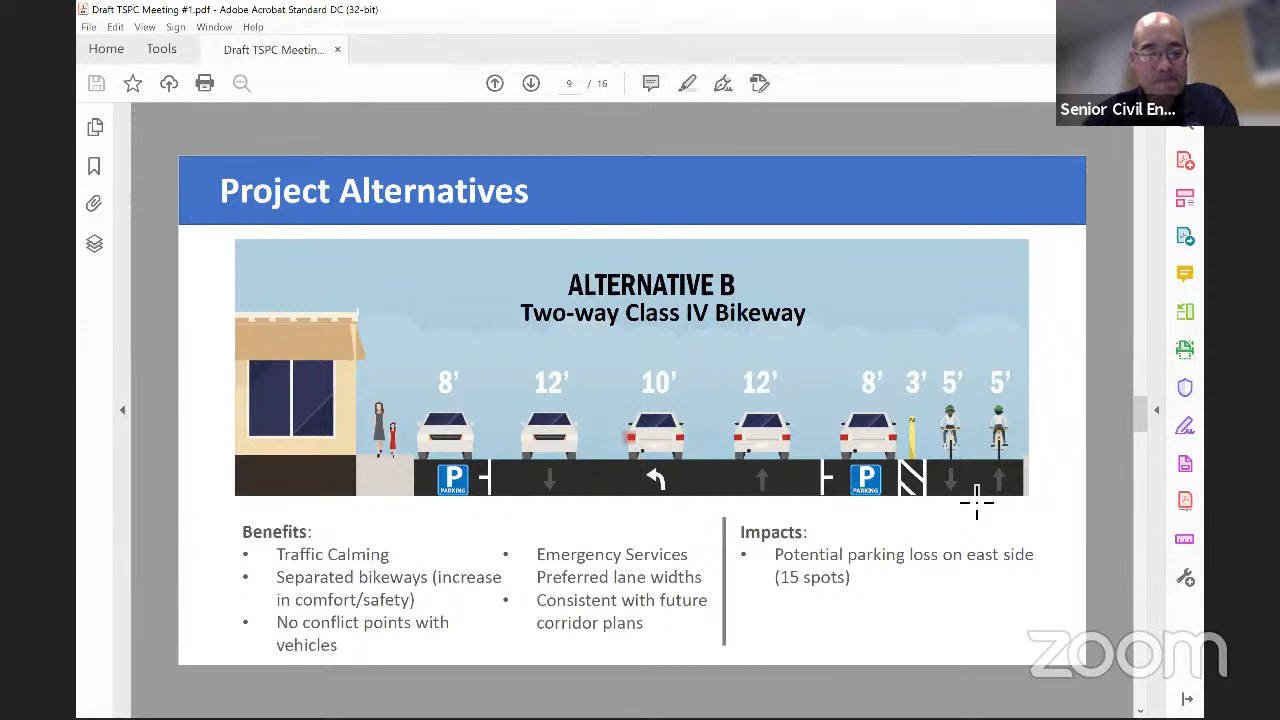 Draft TSPC Meeting #1.pdf - Adobe Acrobat Standard DC (32-bit)
File Edit View Sign Window Help
Home Tools Draft TSPC Meetin... ×
9 / 16
Senior Civil En...
Project Alternatives
ALTERNATIVE B
Two-way Class IV Bikeway
8' 12' 10' 12' 8' 3' 5' 5'
P P
PARKING PARKING
Benefits:
• Traffic Calming
• Separated bikeways (increase
in comfort/safety)
• No conflict points with
vehicles
• Emergency Services
Preferred lane widths
• Consistent with future
corridor plans
Impacts:
• Potential parking loss on east side
(15 spots)
zoom